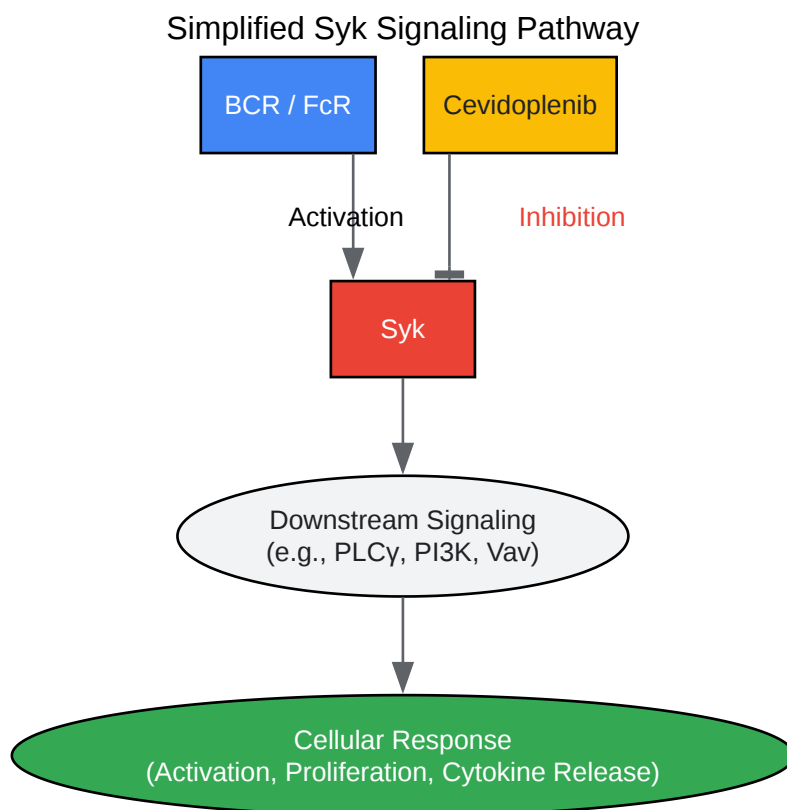 Simplified Syk Signaling Pathway
BCR / FcR
Cevidoplenib
Activation
Inhibition
Syk
Downstream Signaling
(e.g., PLCγ, PI3K, Vav)
Cellular Response
(Activation, Proliferation, Cytokine Release)